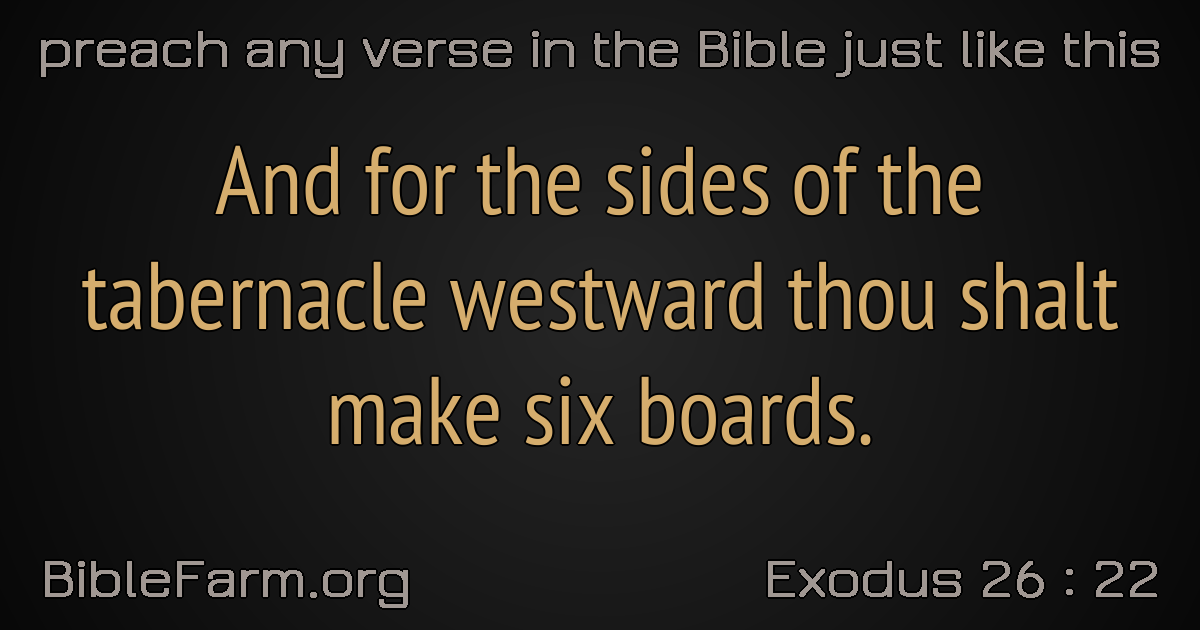 preach any verse in the Bible just like this
And for the sides of the
tabernacle westward thou shalt
make six boards.
BibleFarm.org
Exodus 26 : 22